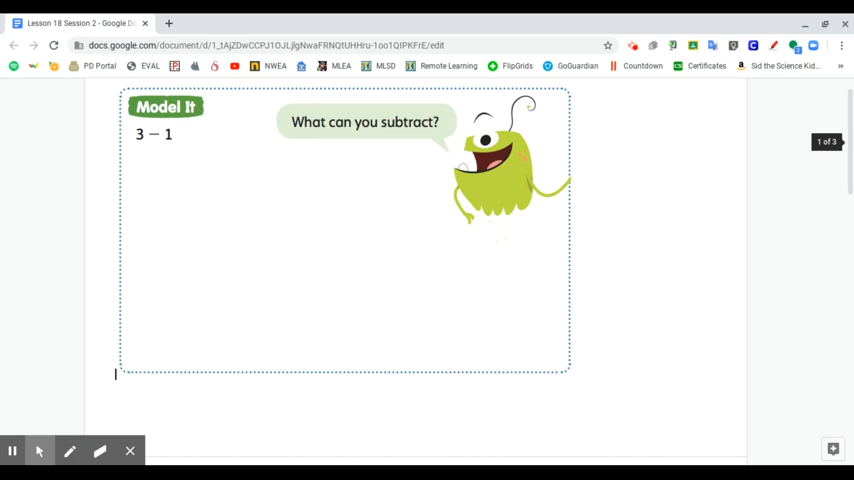 Lesson 18 Session 2 - Google Do
docs.google.com/document/d/1_tAjZDwCCPJ1OJLjlgNwaFRNQtUHHru-1oo1QIPKFrE/edit
PD Portal EVAL NWEA MLEA MLSD Remote Learning FlipGrids GoGuardian Countdown CS Certificates Sid the Science Kid... »
Model It
What can you subtract?
3 − 1
1 of 3